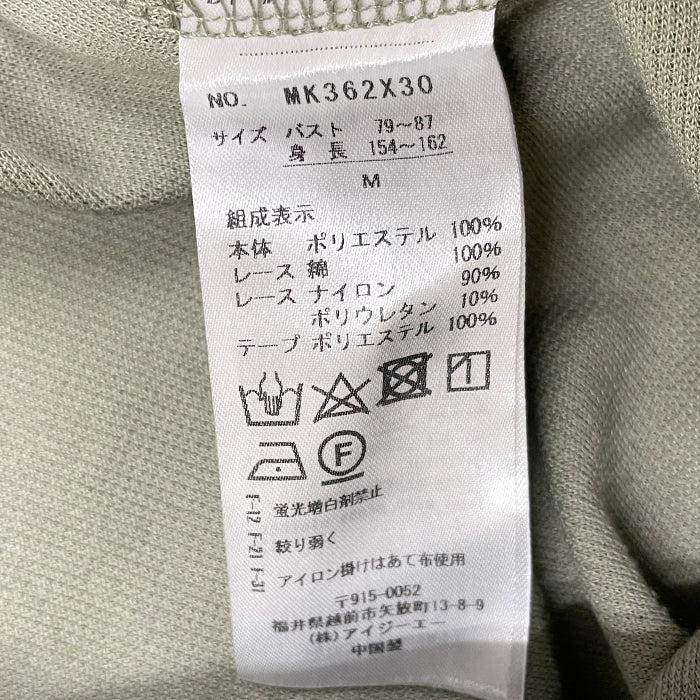 NO. MK362X30
サイズ バスト 79~87
身長 154~162
M
組成表示
本体 ポリエステル 100%
レース 綿 100%
レース ナイロン 90%
ポリウレタン 10%
テープ ポリエステル 100%
F
F-12 F-21 F-31
蛍光増白剤禁止
絞り弱く
アイロン掛けはあて布使用
〒915-0052
福井県越前市矢放町13-8-9
(株)アイジーエー
中国製